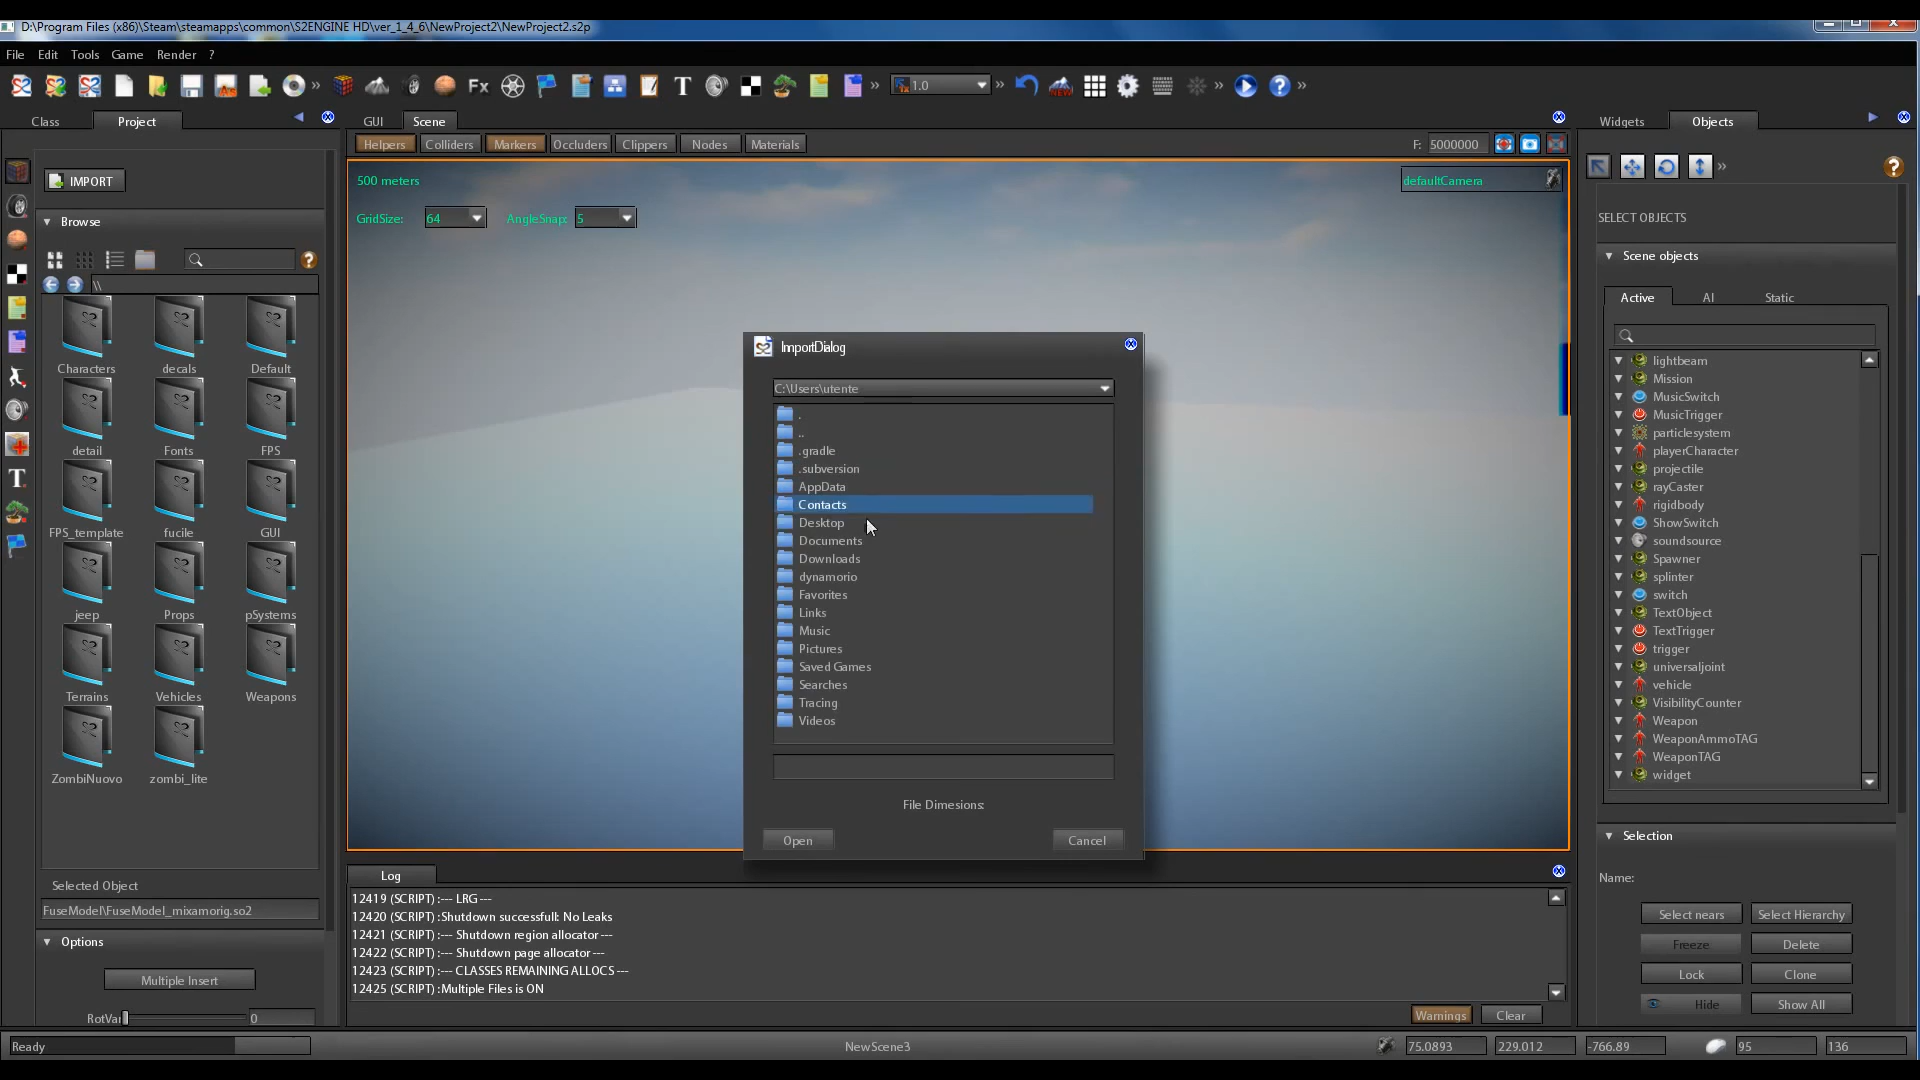 D:\Program Files (x86)\Steam\steamapps\common\S2ENGINE HD\ver_1_4_6\NewProject2\NewProject2.s2p
File Edit Tools Game Render ?
Fx T 1.0
Class Project GUI Scene Widgets Objects
Helpers Colliders Markers Occluders Clippers Nodes Materials F: 5000000
IMPORT
500 meters
defaultCamera
GridSize: 64 AngleSnap: 5
SELECT OBJECTS
Browse
\\
Characters decals Default
detail Fonts FPS
FPS_template fucile GUI
jeep Props pSystems
Terrains Vehicles Weapons
ZombiNuovo zombi_lite
Selected Object
FuseModel\FuseModel_mixamorig.so2
Options
Multiple Insert
RotVar 0
ImportDialog
C:\Users\utente
.
..
.gradle
.subversion
AppData
Contacts
Desktop
Documents
Downloads
dynamorio
Favorites
Links
Music
Pictures
Saved Games
Searches
Tracing
Videos
File Dimesions:
Open Cancel
Log
12419 (SCRIPT) :--- LRG ---
12420 (SCRIPT) :Shutdown successfull: No Leaks
12421 (SCRIPT) :--- Shutdown region allocator ---
12422 (SCRIPT) :--- Shutdown page allocator ---
12423 (SCRIPT) :--- CLASSES REMAINING ALLOCS ---
12425 (SCRIPT) :Multiple Files is ON
Warnings Clear
Scene objects
Active AI Static
lightbeam
Mission
MusicSwitch
MusicTrigger
particlesystem
playerCharacter
projectile
rayCaster
rigidbody
ShowSwitch
soundsource
Spawner
splinter
switch
TextObject
TextTrigger
trigger
universaljoint
vehicle
VisibilityCounter
Weapon
WeaponAmmoTAG
WeaponTAG
widget
Selection
Name:
Select nears Select Hierarchy
Freeze Delete
Lock Clone
Hide Show All
Ready NewScene3 75.0893 229.012 -766.89 95 136